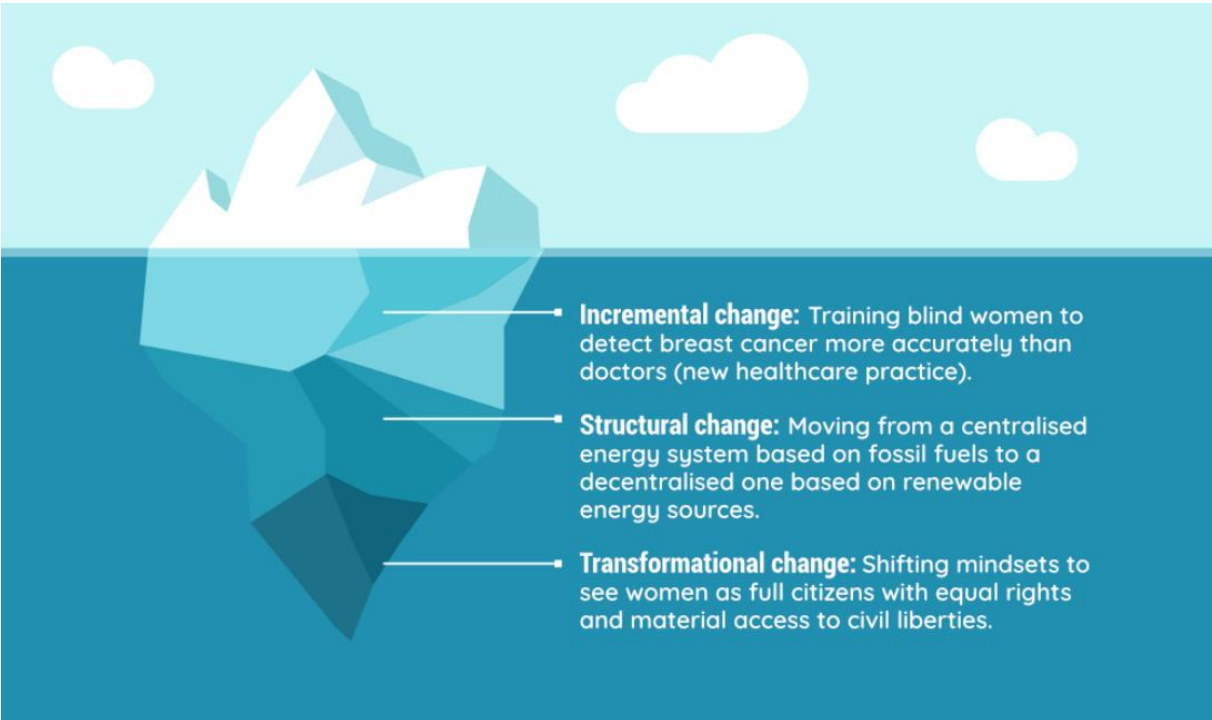 Incremental change: Training blind women to
detect breast cancer more accurately than
doctors (new healthcare practice).
Structural change: Moving from a centralised
energy system based on fossil fuels to a
decentralised one based on renewable
energy sources.
Transformational change: Shifting mindsets to
see women as full citizens with equal rights
and material access to civil liberties.